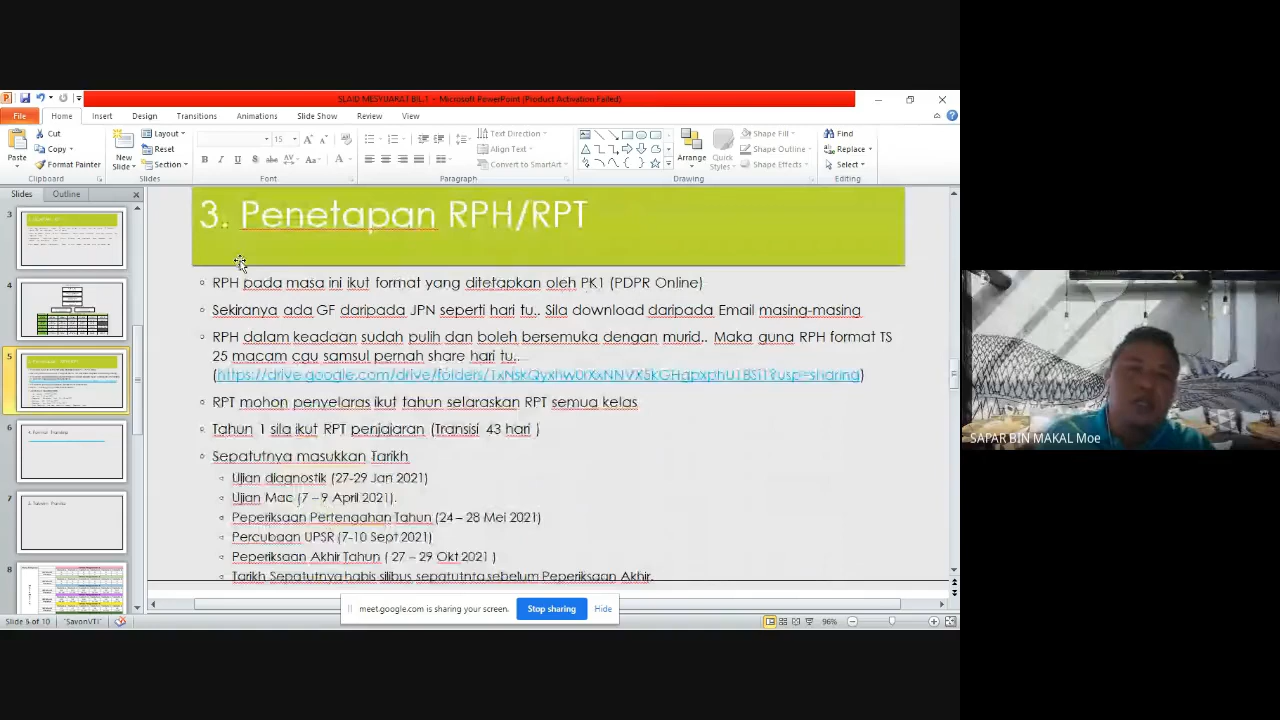 SLAID MESYUARAT BIL.1 - Microsoft PowerPoint (Product Activation Failed)
File Home Insert Design Transitions Animations Slide Show Review View
Cut
Copy
Format Painter
Paste
Clipboard
New
Slide
Layout
Reset
Section
Slides
15
Font
Text Direction
Align Text
Convert to SmartArt
Paragraph
Arrange
Quick
Styles
Shape Fill
Shape Outline
Shape Effects
Drawing
Find
Replace
Select
Editing
Slides Outline
3
4
5
6
7
8
3. Penetapan RPH/RPT
RPH pada masa ini ikut format yang ditetapkan oleh PK1 (PDPR Online)
Sekiranya ada GF daripada JPN seperti hari tu.. Sila download daripada Email masing-masing.
RPH dalam keadaan sudah pulih dan boleh bersemuka dengan murid.. Maka guna RPH format TS
25 macam cgu samsul pernah share hari tu..
RPT mohon penyelaras ikut tahun selaraskan RPT semua kelas
Tahun 1 sila ikut RPT penjajaran (Transisi 43 hari )
Sepatutnya masukkan Tarikh
Ujian diagnostik (27-29 Jan 2021)
Ujian Mac (7 – 9 April 2021).
Peperiksaan Pertengahan Tahun (24 – 28 Mei 2021)
Percubaan UPSR (7-10 Sept 2021)
Peperiksaan Akhir Tahun ( 27 – 29 Okt 2021 )
Tarikh Sepatutnya habis silibus sepatutnta sebelum Peperiksaan Akhir.
meet.google.com is sharing your screen. Stop sharing Hide
Slide 5 of 10 "SavonVTI" 96%
SAPAR BIN MAKAL Moe